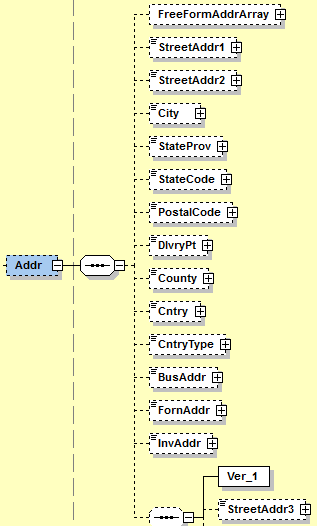 FreeFormAddrArray
StreetAddr1
StreetAddr2
City
StateProv
StateCode
PostalCode
DlvryPt
Addr
County
Cntry
CntryType
BusAddr
FornAddr
InvAddr
Ver_1
StreetAddr3